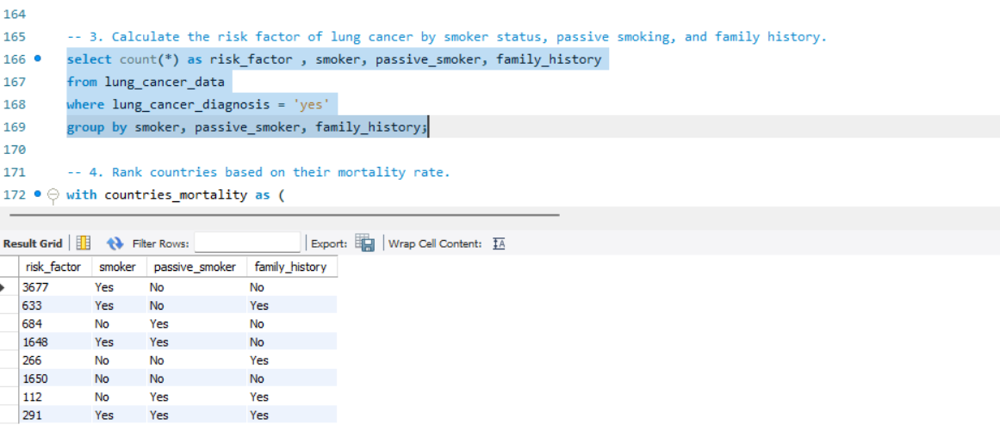 164
165 -- 3. Calculate the risk factor of lung cancer by smoker status, passive smoking, and family history.
166 select count(*) as risk_factor , smoker, passive_smoker, family_history
167 from lung_cancer_data
168 where lung_cancer_diagnosis = 'yes'
169 group by smoker, passive_smoker, family_history;
170
171 -- 4. Rank countries based on their mortality rate.
172 with countries_mortality as (
Result Grid Filter Rows: Export: Wrap Cell Content: IA
risk_factor smoker passive_smoker family_history
3677 Yes No No
633 Yes No Yes
684 No Yes No
1648 Yes Yes No
266 No No Yes
1650 No No No
112 No Yes Yes
291 Yes Yes Yes